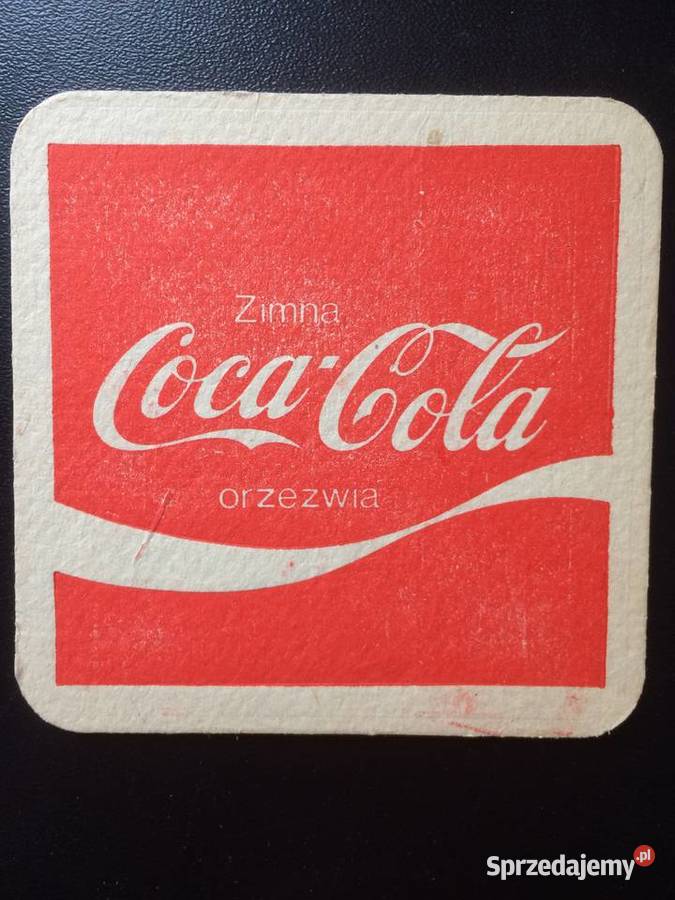 Zimna
Coca-Cola
orzezwia
Sprzedajemy.pl